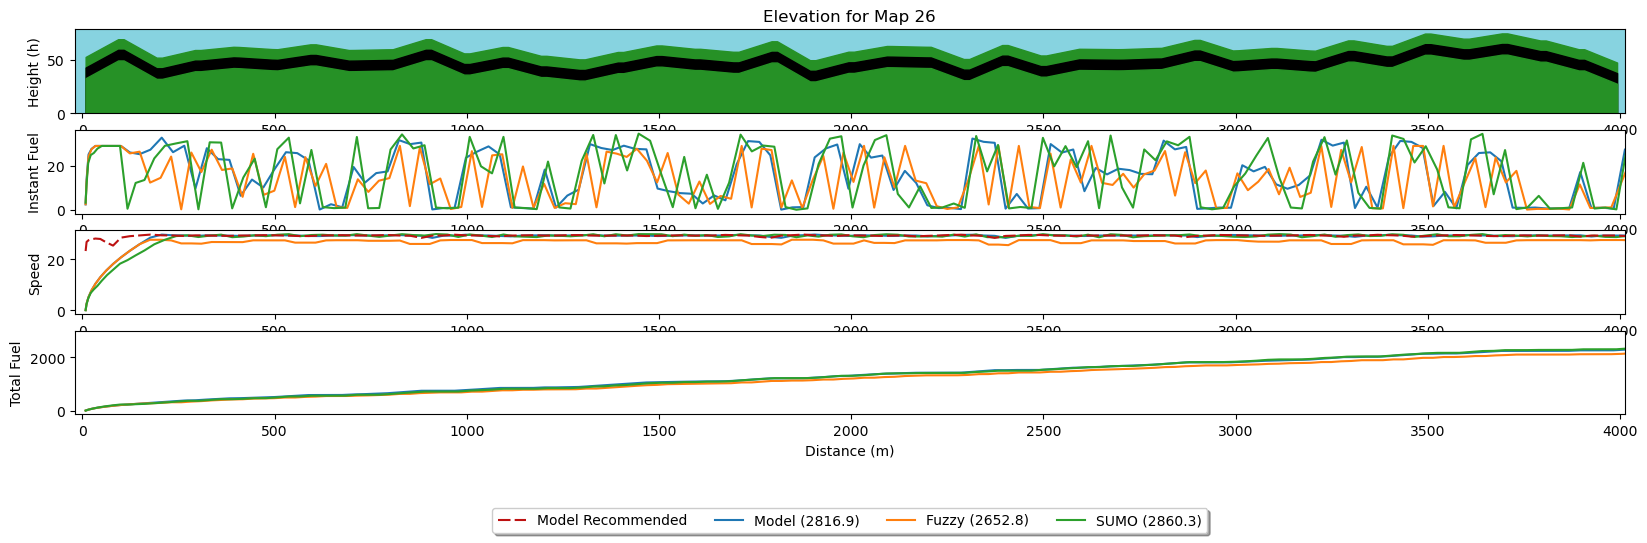 Elevation for Map 26
Height (h)
50
0
0 500 1000 1500 2000 2500 3000 3500 4000
Instant Fuel
20
0
0 500 1000 1500 2000 2500 3000 3500 4000
Speed
20
0
0 500 1000 1500 2000 2500 3000 3500 4000
Total Fuel
2000
0
0 500 1000 1500 2000 2500 3000 3500 4000
Distance (m)
Model Recommended Model (2816.9) Fuzzy (2652.8) SUMO (2860.3)